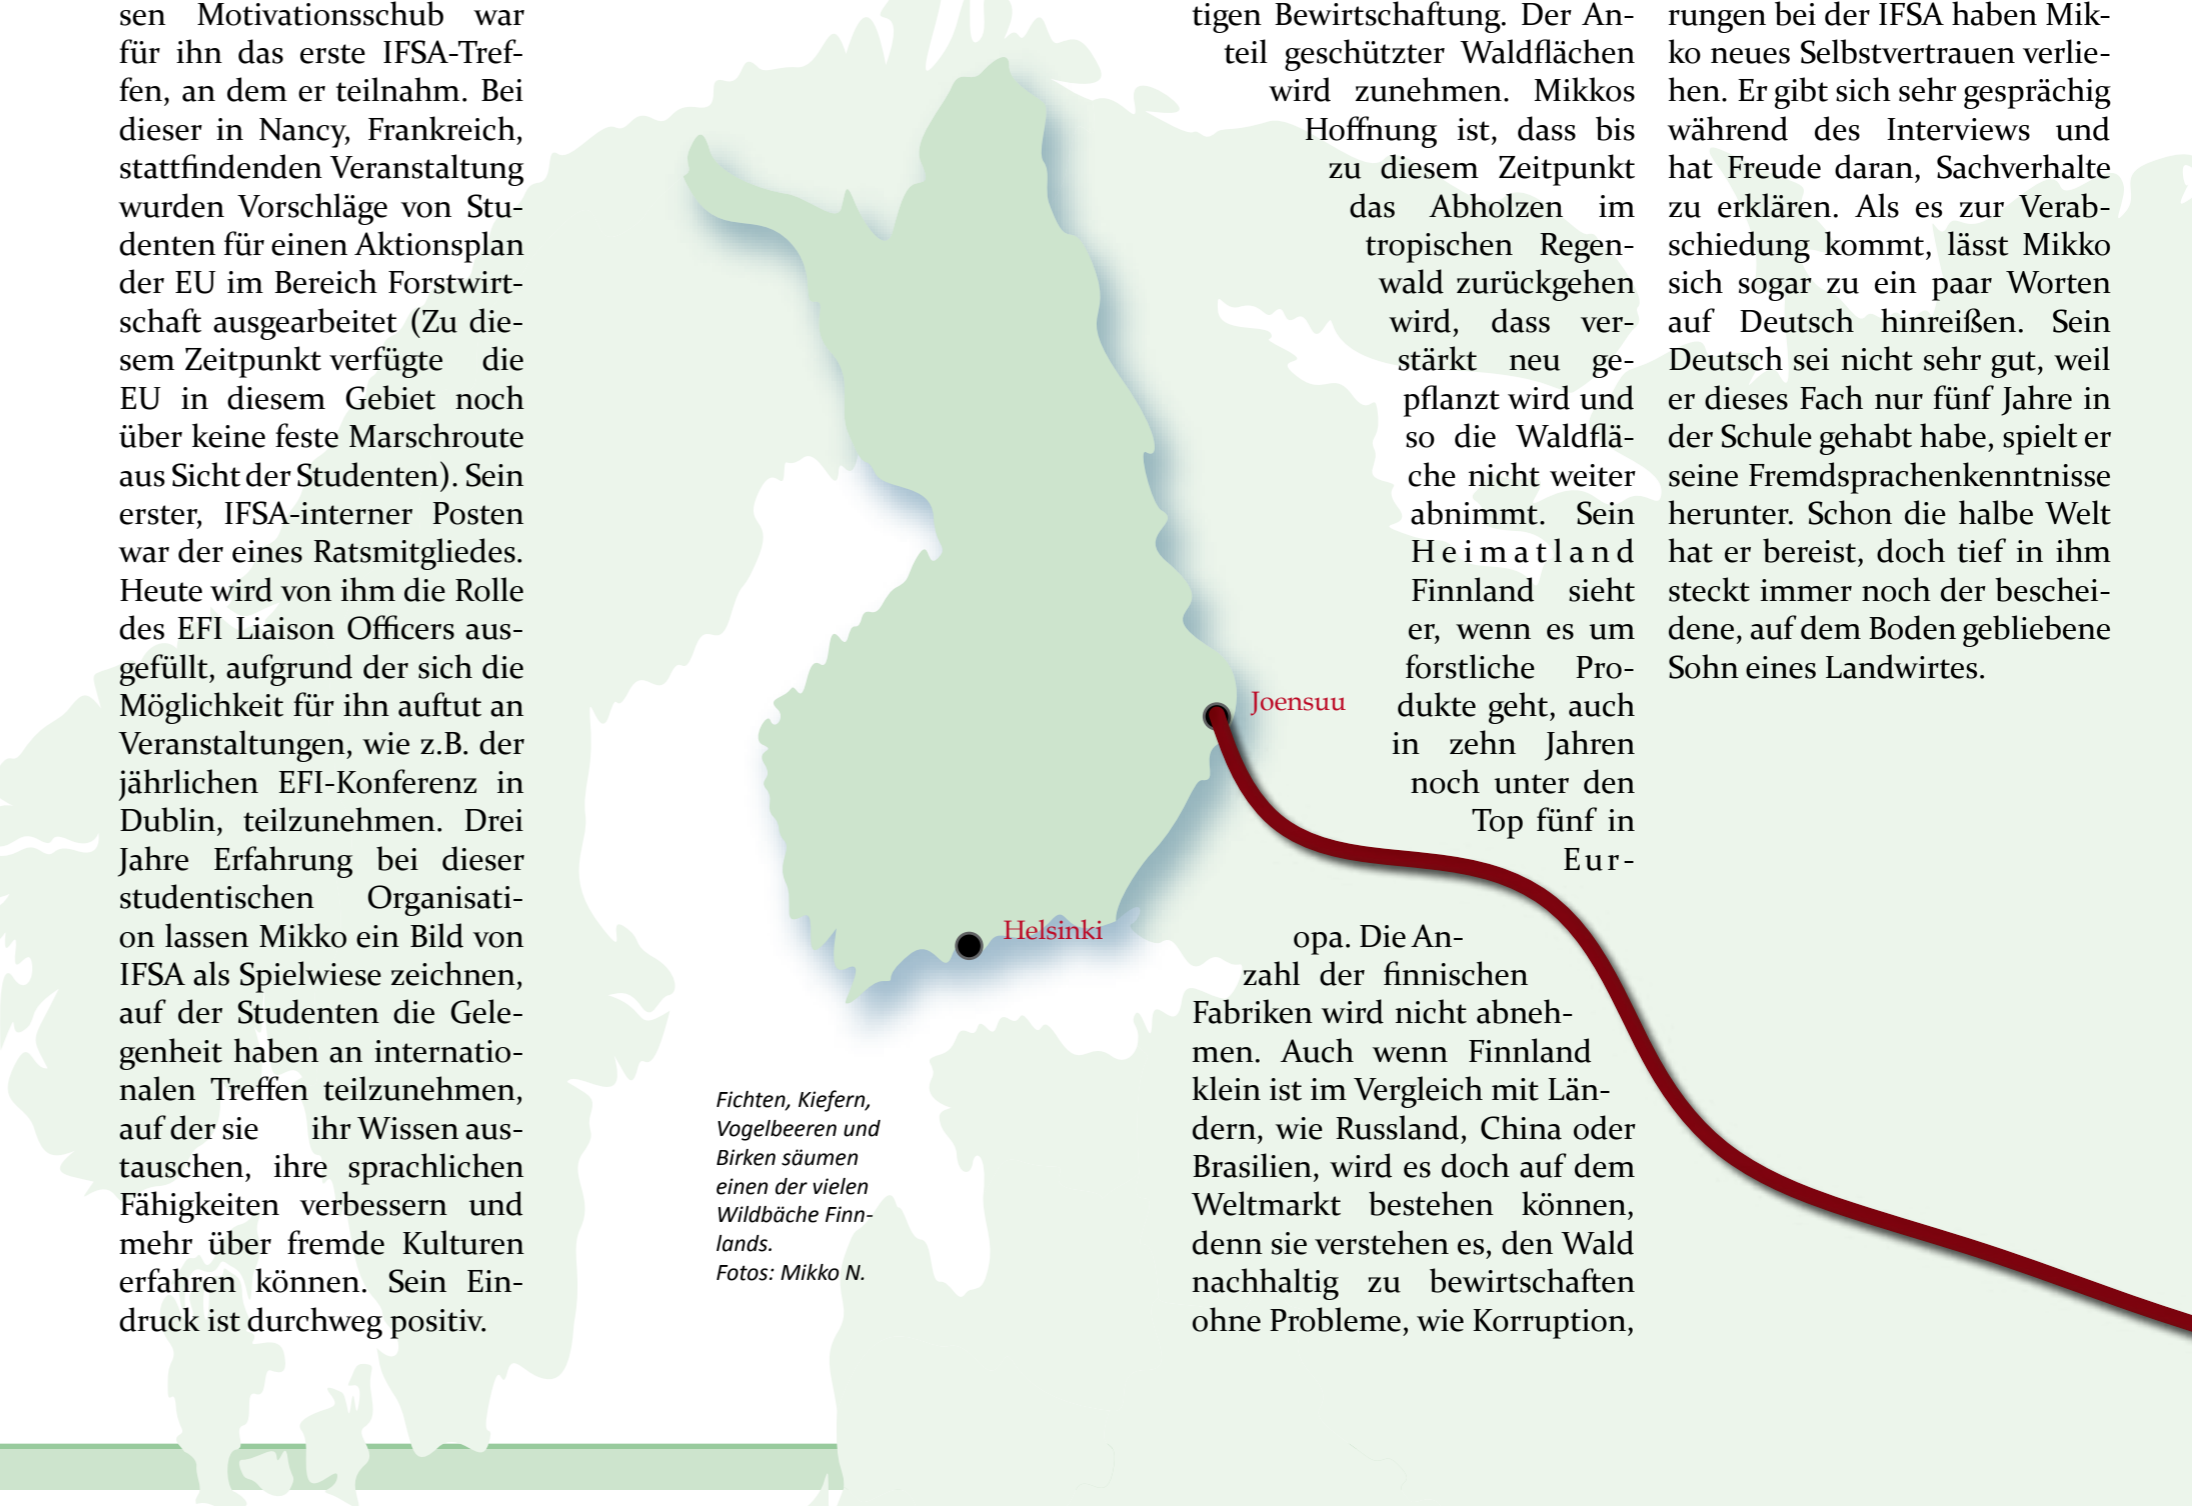 sen Motivationsschub war
für ihn das erste IFSA-Tref-
fen, an dem er teilnahm. Bei
dieser in Nancy, Frankreich,
stattfindenden Veranstaltung
wurden Vorschläge von Stu-
denten für einen Aktionsplan
der EU im Bereich Forstwirt-
schaft ausgearbeitet (Zu die-
sem Zeitpunkt verfügte die
EU in diesem Gebiet noch
über keine feste Marschroute
aus Sicht der Studenten). Sein
erster, IFSA-interner Posten
war der eines Ratsmitgliedes.
Heute wird von ihm die Rolle
des EFI Liaison Officers aus-
gefüllt, aufgrund der sich die
Möglichkeit für ihn auftut an
Veranstaltungen, wie z.B. der
jährlichen EFI-Konferenz in
Dublin, teilzunehmen. Drei
Jahre Erfahrung bei dieser
studentischen Organisati-
on lassen Mikko ein Bild von
IFSA als Spielwiese zeichnen,
auf der Studenten die Gele-
genheit haben an internatio-
nalen Treffen teilzunehmen,
auf der sie ihr Wissen aus-
tauschen, ihre sprachlichen
Fähigkeiten verbessern und
mehr über fremde Kulturen
erfahren können. Sein Ein-
druck ist durchweg positiv.
Joensuu
Helsinki
Fichten, Kiefern,
Vogelbeeren und
Birken säumen
einen der vielen
Wildbäche Finn-
lands.
Fotos: Mikko N.
tigen Bewirtschaftung. Der An-
teil geschützter Waldflächen
wird zunehmen. Mikkos
Hoffnung ist, dass bis
zu diesem Zeitpunkt
das Abholzen im
tropischen Regen-
wald zurückgehen
wird, dass ver-
stärkt neu ge-
pflanzt wird und
so die Waldflä-
che nicht weiter
abnimmt. Sein
Heimatland
Finnland sieht
er, wenn es um
forstliche Pro-
dukte geht, auch
in zehn Jahren
noch unter den
Top fünf in
Eur-
opa. Die An-
zahl der finnischen
Fabriken wird nicht abneh-
men. Auch wenn Finnland
klein ist im Vergleich mit Län-
dern, wie Russland, China oder
Brasilien, wird es doch auf dem
Weltmarkt bestehen können,
denn sie verstehen es, den Wald
nachhaltig zu bewirtschaften
ohne Probleme, wie Korruption,
rungen bei der IFSA haben Mik-
ko neues Selbstvertrauen verlie-
hen. Er gibt sich sehr gesprächig
während des Interviews und
hat Freude daran, Sachverhalte
zu erklären. Als es zur Verab-
schiedung kommt, lässt Mikko
sich sogar zu ein paar Worten
auf Deutsch hinreißen. Sein
Deutsch sei nicht sehr gut, weil
er dieses Fach nur fünf Jahre in
der Schule gehabt habe, spielt er
seine Fremdsprachenkenntnisse
herunter. Schon die halbe Welt
hat er bereist, doch tief in ihm
steckt immer noch der beschei-
dene, auf dem Boden gebliebene
Sohn eines Landwirtes.